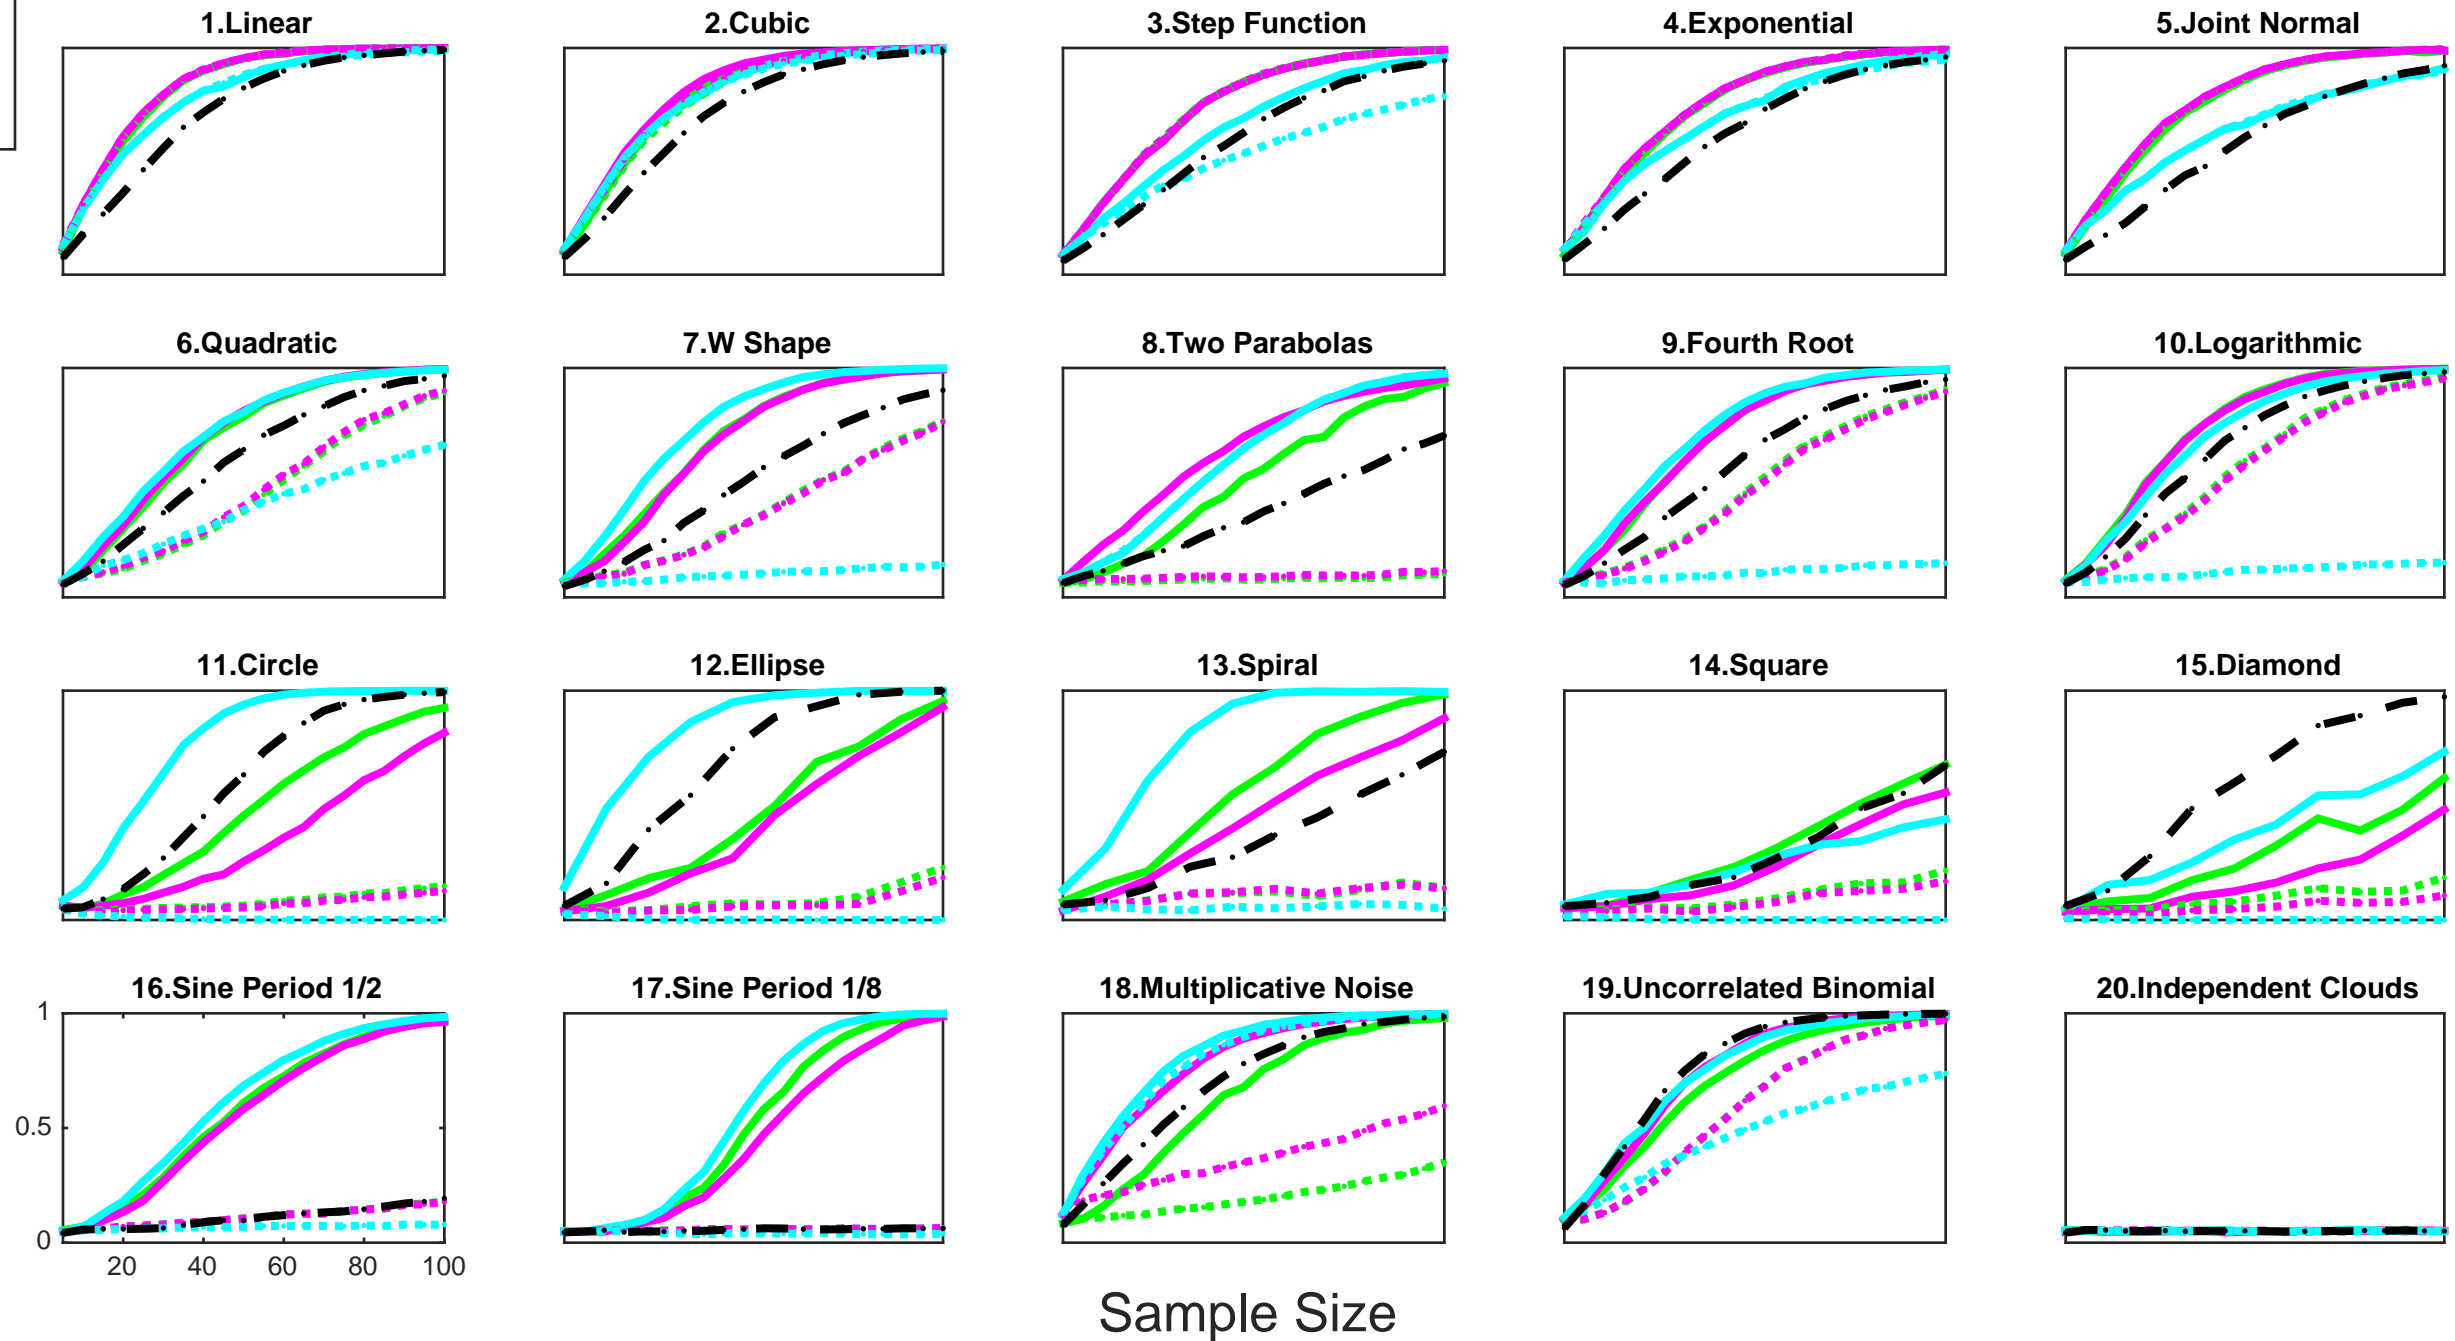 1.Linear
2.Cubic
3.Step Function
4.Exponential
5.Joint Normal
6.Quadratic
7.W Shape
8.Two Parabolas
9.Fourth Root
10.Logarithmic
11.Circle
12.Ellipse
13.Spiral
14.Square
15.Diamond
16.Sine Period 1/2
17.Sine Period 1/8
18.Multiplicative Noise
19.Uncorrelated Binomial
20.Independent Clouds
1
0.5
0
20 40 60 80 100
Sample Size